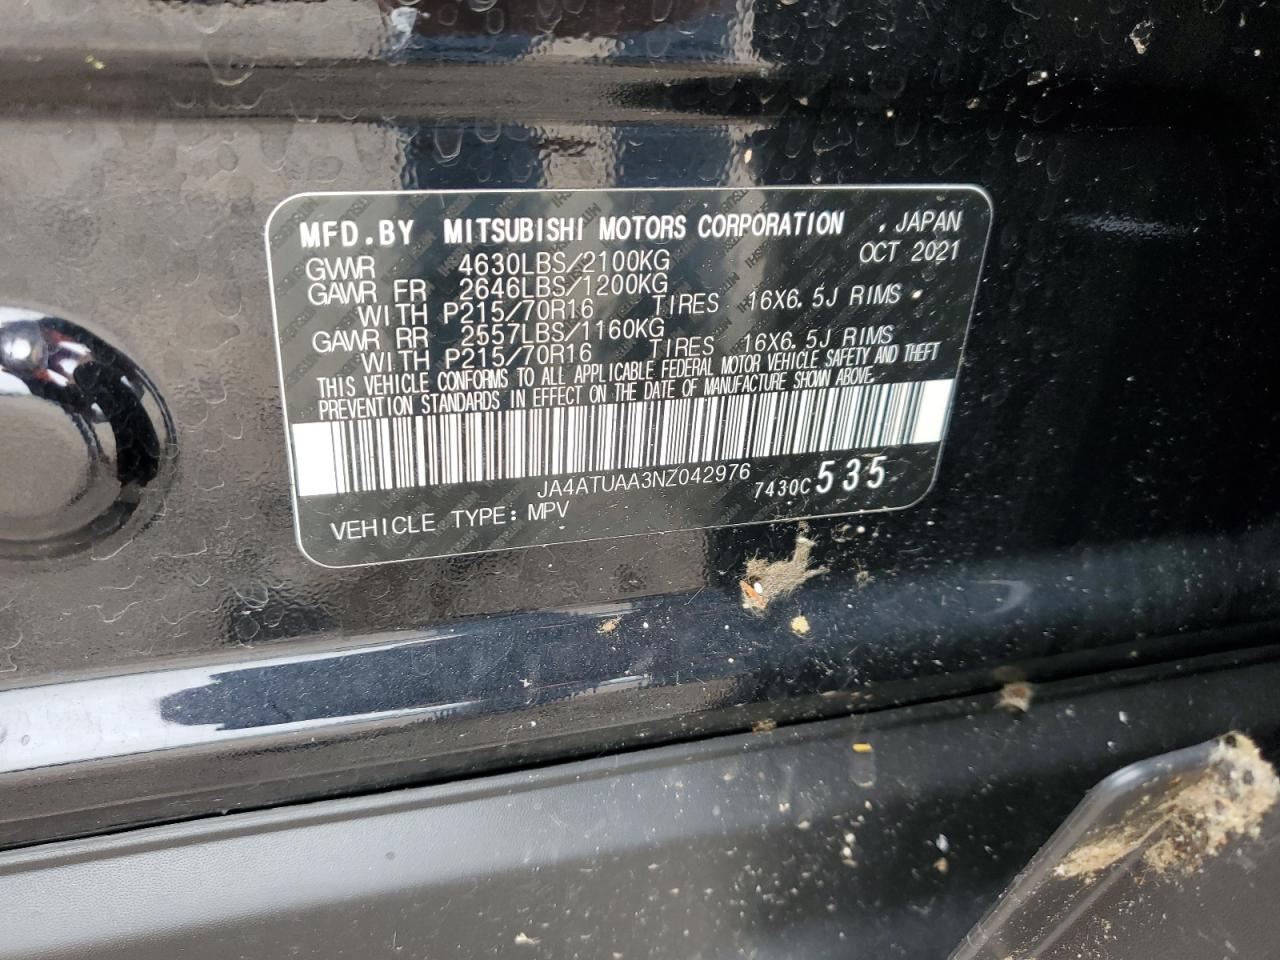 MFD.BY MITSUBISHI MOTORS CORPORATION , JAPAN
OCT 2021
GVWR 4630LBS/2100KG
GAWR FR 2646LBS/1200KG
WITH P215/70R16 TIRES 16X6.5J RIMS
GAWR RR 2557LBS/1160KG
WITH P215/70R16 TIRES 16X6.5J RIMS
THIS VEHICLE CONFORMS TO ALL APPLICABLE FEDERAL MOTOR VEHICLE SAFETY AND THEFT
PREVENTION STANDARDS IN EFFECT ON THE DATE OF MANUFACTURE SHOWN ABOVE.
JA4ATUAA3NZ042976
7430C 535
VEHICLE TYPE: MPV